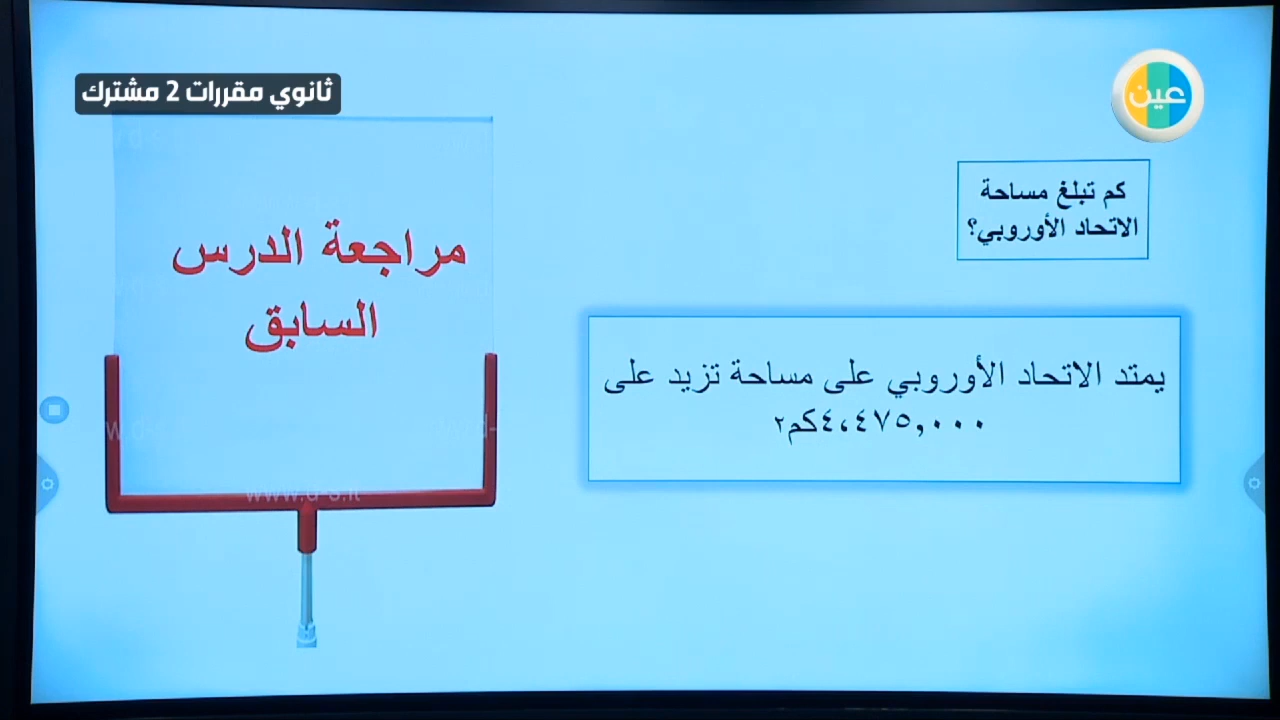 ثانوي مقررات 2 مشترك
عين
كم تبلغ مساحة
الاتحاد الأوروبي؟
مراجعة الدرس
السابق
يمتد الاتحاد الأوروبي على مساحة تزيد على
٤،٤٧٥,٠٠٠كم٢